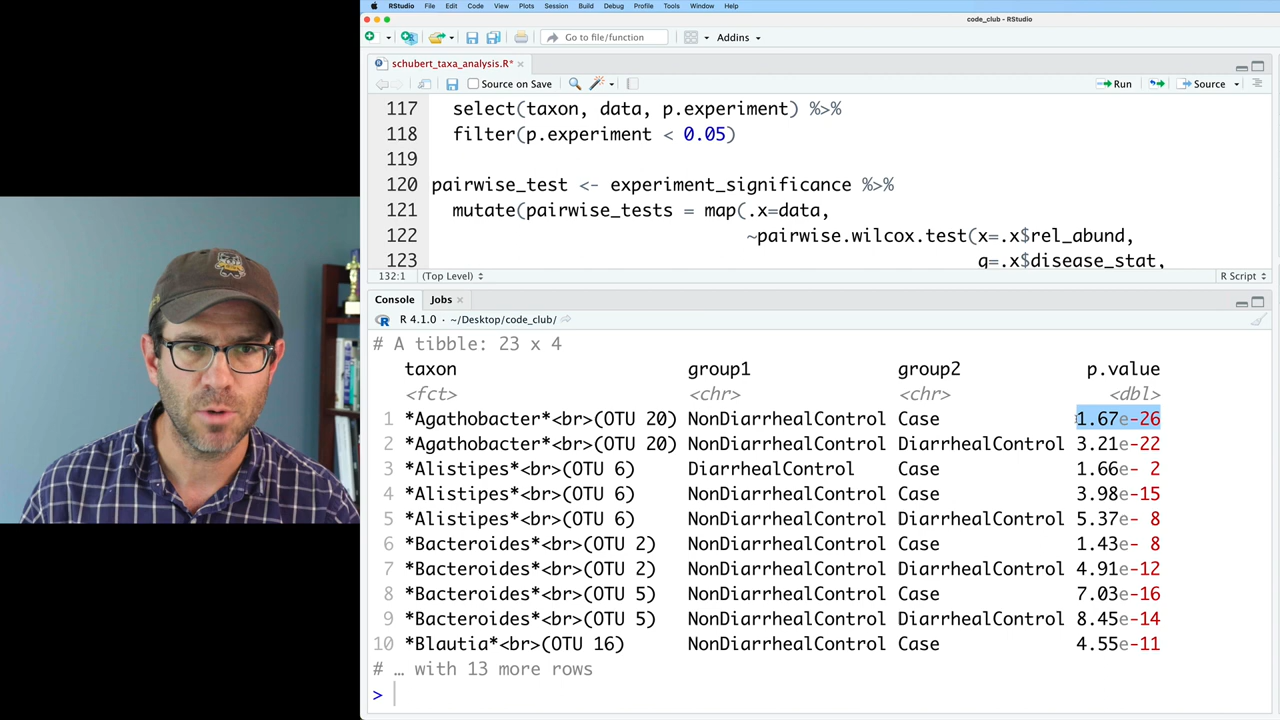 RStudio File Edit Code View Plots Session Build Debug Profile Tools Window Help
code_club - RStudio
Go to file/function Addins
schubert_taxa_analysis.R*
Source on Save Run Source
117 select(taxon, data, p.experiment) %>%
118 filter(p.experiment < 0.05)
119
120 pairwise_test <- experiment_significance %>%
121 mutate(pairwise_tests = map(.x=data,
122 ~pairwise.wilcox.test(x=.x$rel_abund,
123 g=.x$disease_stat,
132:1 (Top Level) R Script
Console Jobs
R 4.1.0 · ~/Desktop/code_club/
# A tibble: 23 x 4
taxon group1 group2 p.value
<fct> <chr> <chr> <dbl>
1 *Agathobacter*<br>(OTU 20) NonDiarrhealControl Case 1.67e-26
2 *Agathobacter*<br>(OTU 20) NonDiarrhealControl DiarrhealControl 3.21e-22
3 *Alistipes*<br>(OTU 6) DiarrhealControl Case 1.66e- 2
4 *Alistipes*<br>(OTU 6) NonDiarrhealControl Case 3.98e-15
5 *Alistipes*<br>(OTU 6) NonDiarrhealControl DiarrhealControl 5.37e- 8
6 *Bacteroides*<br>(OTU 2) NonDiarrhealControl Case 1.43e- 8
7 *Bacteroides*<br>(OTU 2) NonDiarrhealControl DiarrhealControl 4.91e-12
8 *Bacteroides*<br>(OTU 5) NonDiarrhealControl Case 7.03e-16
9 *Bacteroides*<br>(OTU 5) NonDiarrhealControl DiarrhealControl 8.45e-14
10 *Blautia*<br>(OTU 16) NonDiarrhealControl Case 4.55e-11
# … with 13 more rows
>